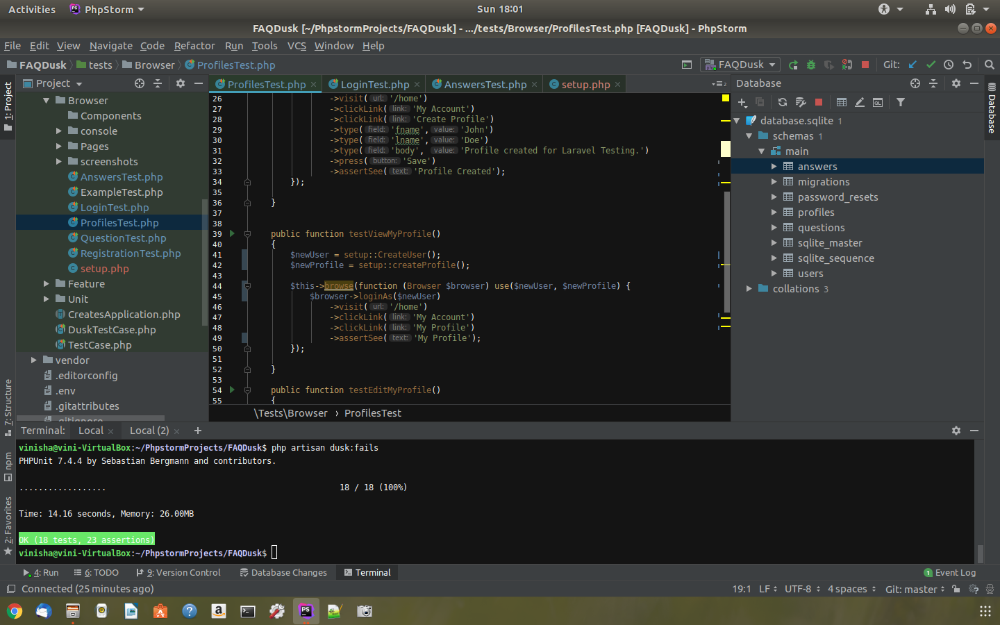 Activities PhpStorm Sun 18:01
FAQDusk [~/PhpstormProjects/FAQDusk] - .../tests/Browser/ProfilesTest.php [FAQDusk] - PhpStorm
File Edit View Navigate Code Refactor Run Tools VCS Window Help
FAQDusk tests Browser ProfilesTest.php FAQDusk Git:
1: Project
7: Structure
npm
2: Favorites
Project
Browser
Components
console
Pages
screenshots
AnswersTest.php
ExampleTest.php
LoginTest.php
ProfilesTest.php
QuestionTest.php
RegistrationTest.php
setup.php
Feature
Unit
CreatesApplication.php
DuskTestCase.php
TestCase.php
vendor
.editorconfig
.env
.gitattributes
.gitignore
ProfilesTest.php LoginTest.php AnswersTest.php setup.php
26 ->visit( url: '/home')
27 ->clickLink( link: 'My Account')
28 ->clickLink( link: 'Create Profile')
29 ->type( field: 'fname', value: 'John')
30 ->type( field: 'lname', value: 'Doe')
31 ->type( field: 'body', value: 'Profile created for Laravel Testing.')
32 ->press( button: 'Save')
33 ->assertSee( text: 'Profile Created');
34 });
35
36 }
37
38
39 public function testViewMyProfile()
40 {
41 $newUser = setup::CreateUser();
42 $newProfile = setup::createProfile();
43
44 $this->browse(function (Browser $browser) use($newUser, $newProfile) {
45 $browser->loginAs($newUser)
46 ->visit( url: '/home')
47 ->clickLink( link: 'My Account')
48 ->clickLink( link: 'My Profile')
49 ->assertSee( text: 'My Profile');
50 });
51
52 }
53
54 public function testEditMyProfile()
55 {
\Tests\Browser › ProfilesTest
Database
database.sqlite 1
schemas 1
main
answers
migrations
password_resets
profiles
questions
sqlite_master
sqlite_sequence
users
collations 3
Database
Terminal: Local Local (2)
vinisha@vini-VirtualBox:~/PhpstormProjects/FAQDusk$ php artisan dusk:fails
PHPUnit 7.4.4 by Sebastian Bergmann and contributors.
.................. 18 / 18 (100%)
Time: 14.16 seconds, Memory: 26.00MB
OK (18 tests, 23 assertions)
vinisha@vini-VirtualBox:~/PhpstormProjects/FAQDusk$
4: Run 6: TODO 9: Version Control Database Changes Terminal 1 Event Log
Connected (25 minutes ago) 19:1 LF UTF-8 4 spaces Git: master